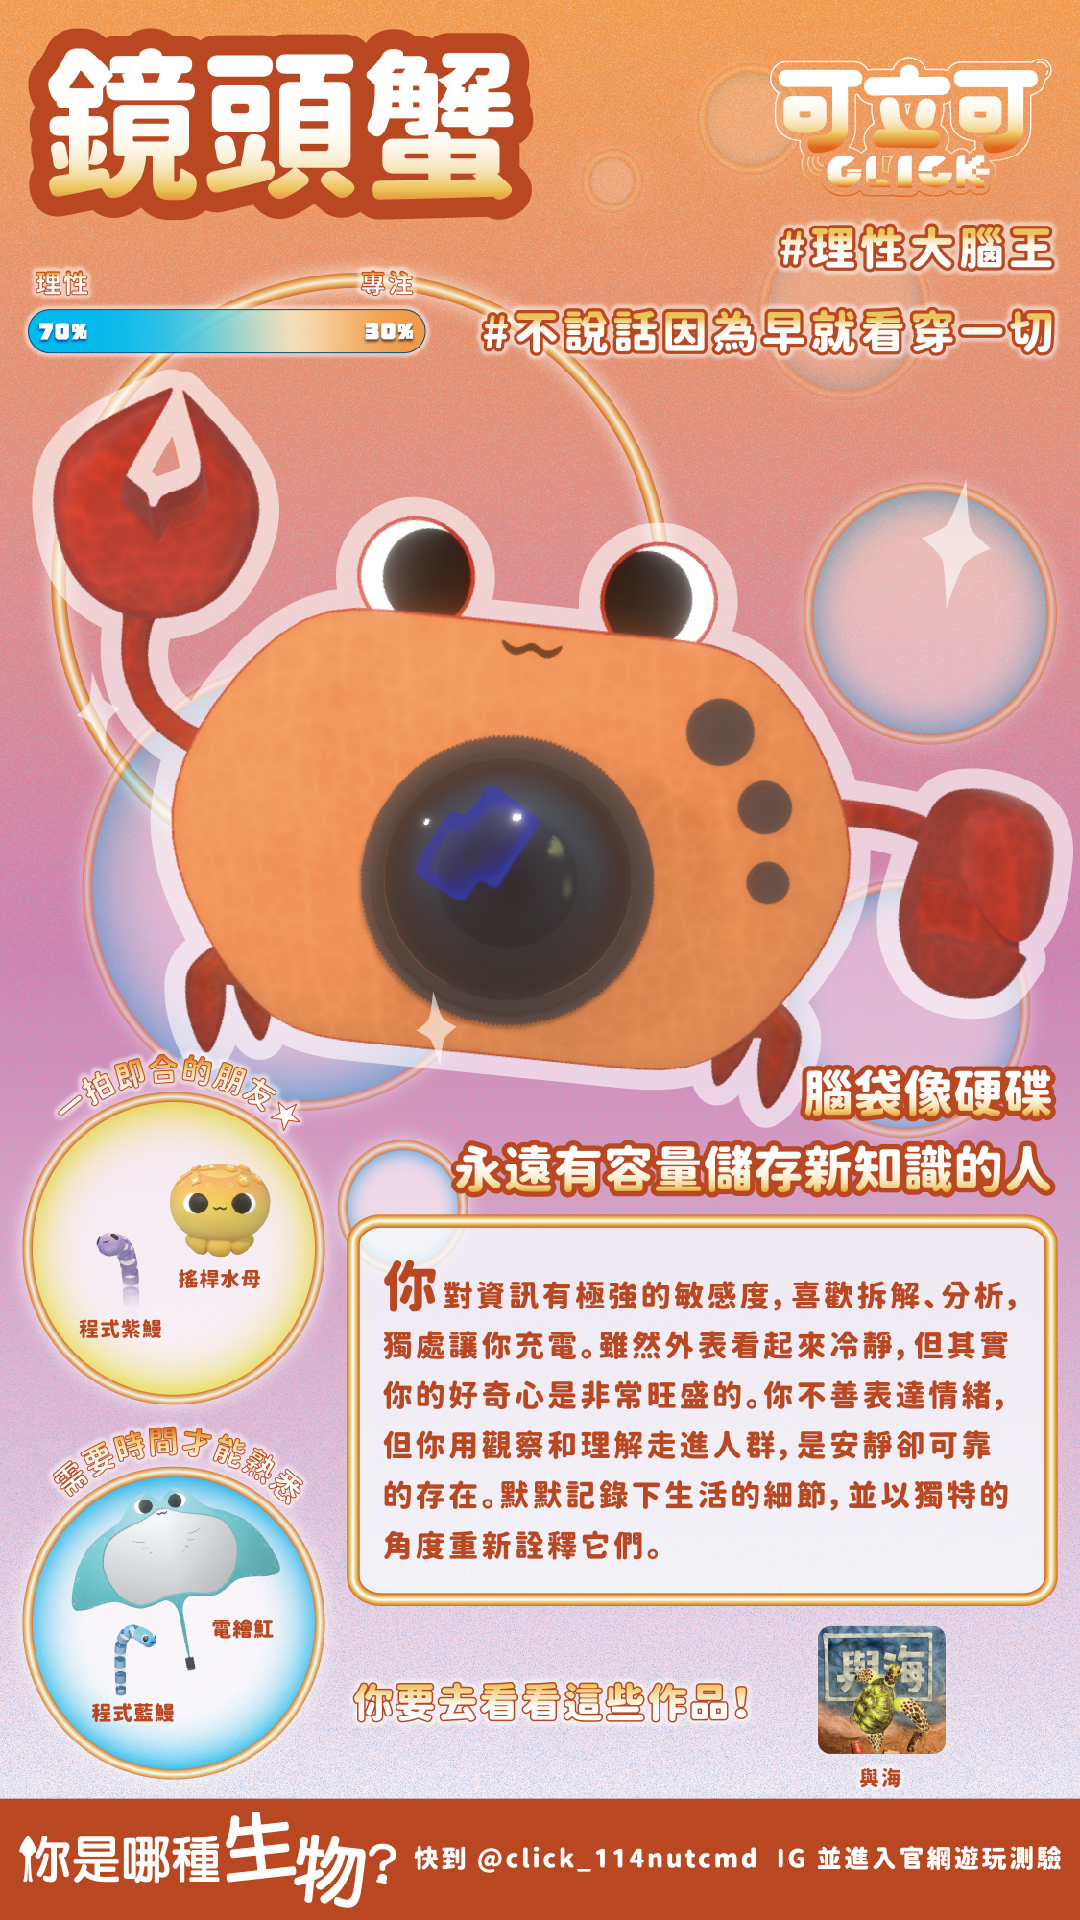 鏡頭蟹
可立可
CLICK
#理性大腦王
理性
專注
70%
30%
#不說話因為早就看穿一切
腦袋像硬碟
永遠有容量儲存新知識的人
一拍即合的朋友☆
搖桿水母
程式紫鰻
你對資訊有極強的敏感度,喜歡拆解、分析,
獨處讓你充電。雖然外表看起來冷靜,但其實
你的好奇心是非常旺盛的。你不善表達情緒,
但你用觀察和理解走進人群,是安靜卻可靠
的存在。默默記錄下生活的細節,並以獨特的
角度重新詮釋它們。
需要時間才能熟悉
電繪魟
程式藍鰻
你要去看看這些作品!
與海
與海
你是哪種生物?
快到 @click_114nutcmd IG 並進入官網遊玩測驗